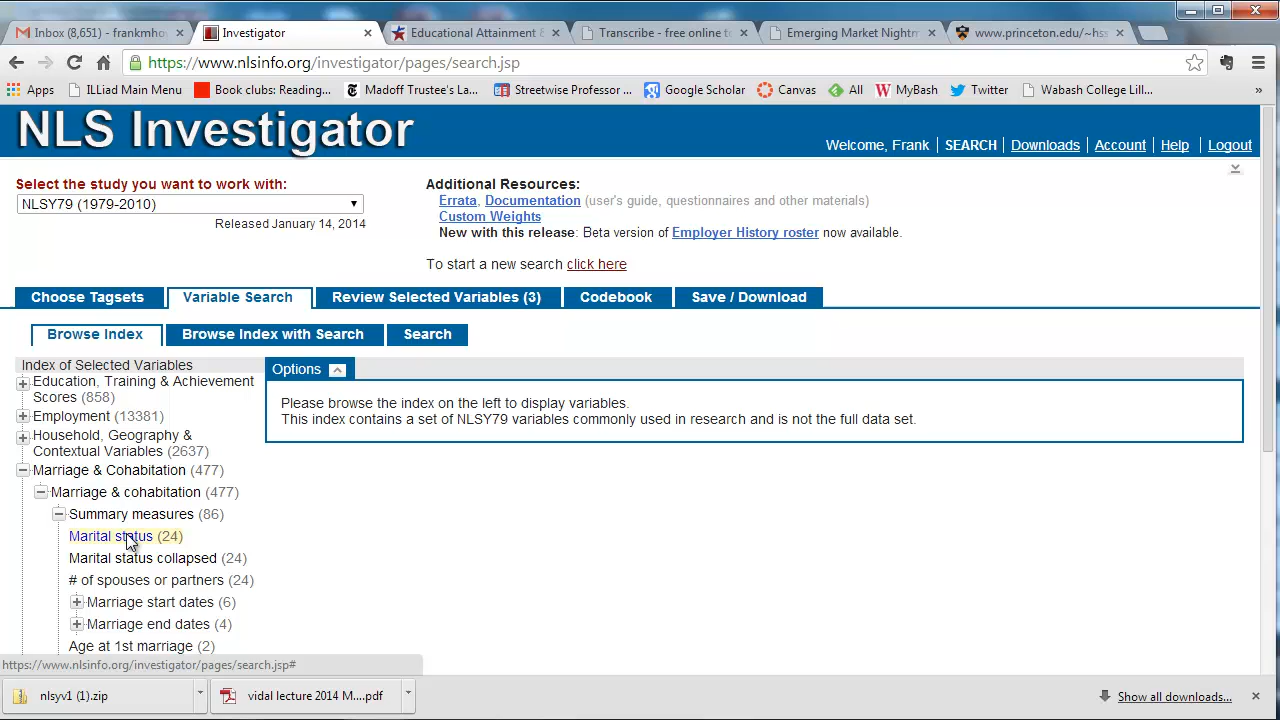 Inbox (8,651) - frankmho
Investigator
Educational Attainment &
Transcribe - free online to
Emerging Market Nightm
www.princeton.edu/~hss
https://www.nlsinfo.org/investigator/pages/search.jsp
Apps
ILLiad Main Menu
Book clubs: Reading...
Madoff Trustee's La...
Streetwise Professor ...
Google Scholar
Canvas
All
MyBash
Twitter
Wabash College Lill...
»
NLS Investigator
Welcome, Frank | SEARCH | Downloads | Account | Help | Logout
Select the study you want to work with:
NLSY79 (1979-2010)
Released January 14, 2014
Additional Resources:
Errata, Documentation (user's guide, questionnaires and other materials)
Custom Weights
New with this release: Beta version of Employer History roster now available.
To start a new search click here
Choose Tagsets
Variable Search
Review Selected Variables (3)
Codebook
Save / Download
Browse Index
Browse Index with Search
Search
Index of Selected Variables
Education, Training & Achievement
Scores (858)
Employment (13381)
Household, Geography &
Contextual Variables (2637)
Marriage & Cohabitation (477)
Marriage & cohabitation (477)
Summary measures (86)
Marital status (24)
Marital status collapsed (24)
# of spouses or partners (24)
Marriage start dates (6)
Marriage end dates (4)
Age at 1st marriage (2)
Options
Please browse the index on the left to display variables.
This index contains a set of NLSY79 variables commonly used in research and is not the full data set.
https://www.nlsinfo.org/investigator/pages/search.jsp#
nlsyv1 (1).zip
vidal lecture 2014 M....pdf
Show all downloads...